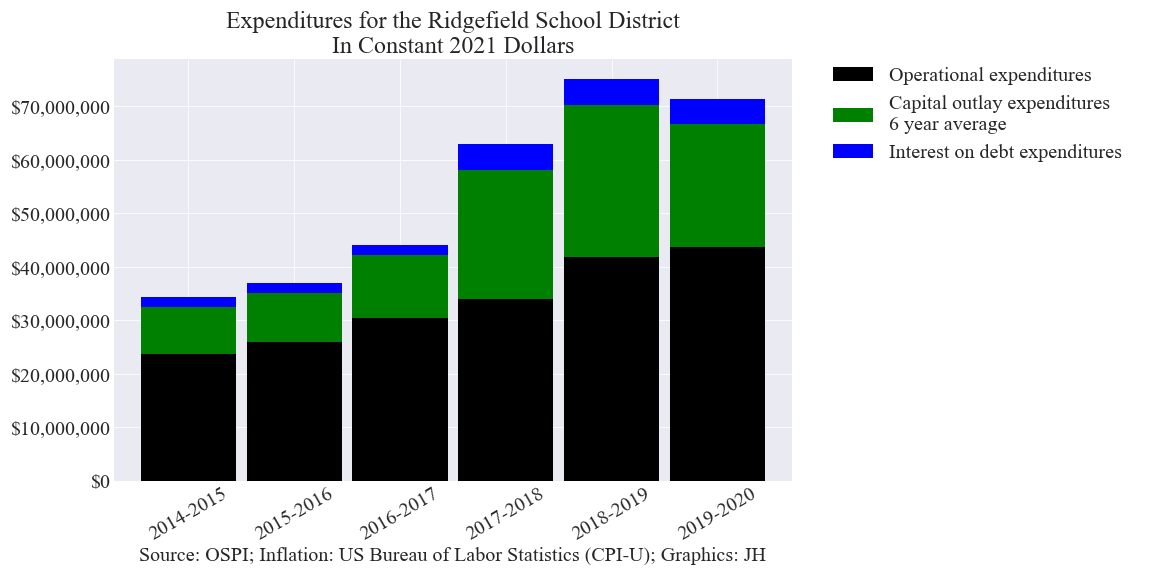 Expenditures for the Ridgefield School District
In Constant 2021 Dollars
Operational expenditures
Capital outlay expenditures
6 year average
Interest on debt expenditures
$70,000,000
$60,000,000
$50,000,000
$40,000,000
$30,000,000
$20,000,000
$10,000,000
$0
2014-2015
2015-2016
2016-2017
2017-2018
2018-2019
2019-2020
Source: OSPI; Inflation: US Bureau of Labor Statistics (CPI-U); Graphics: JH